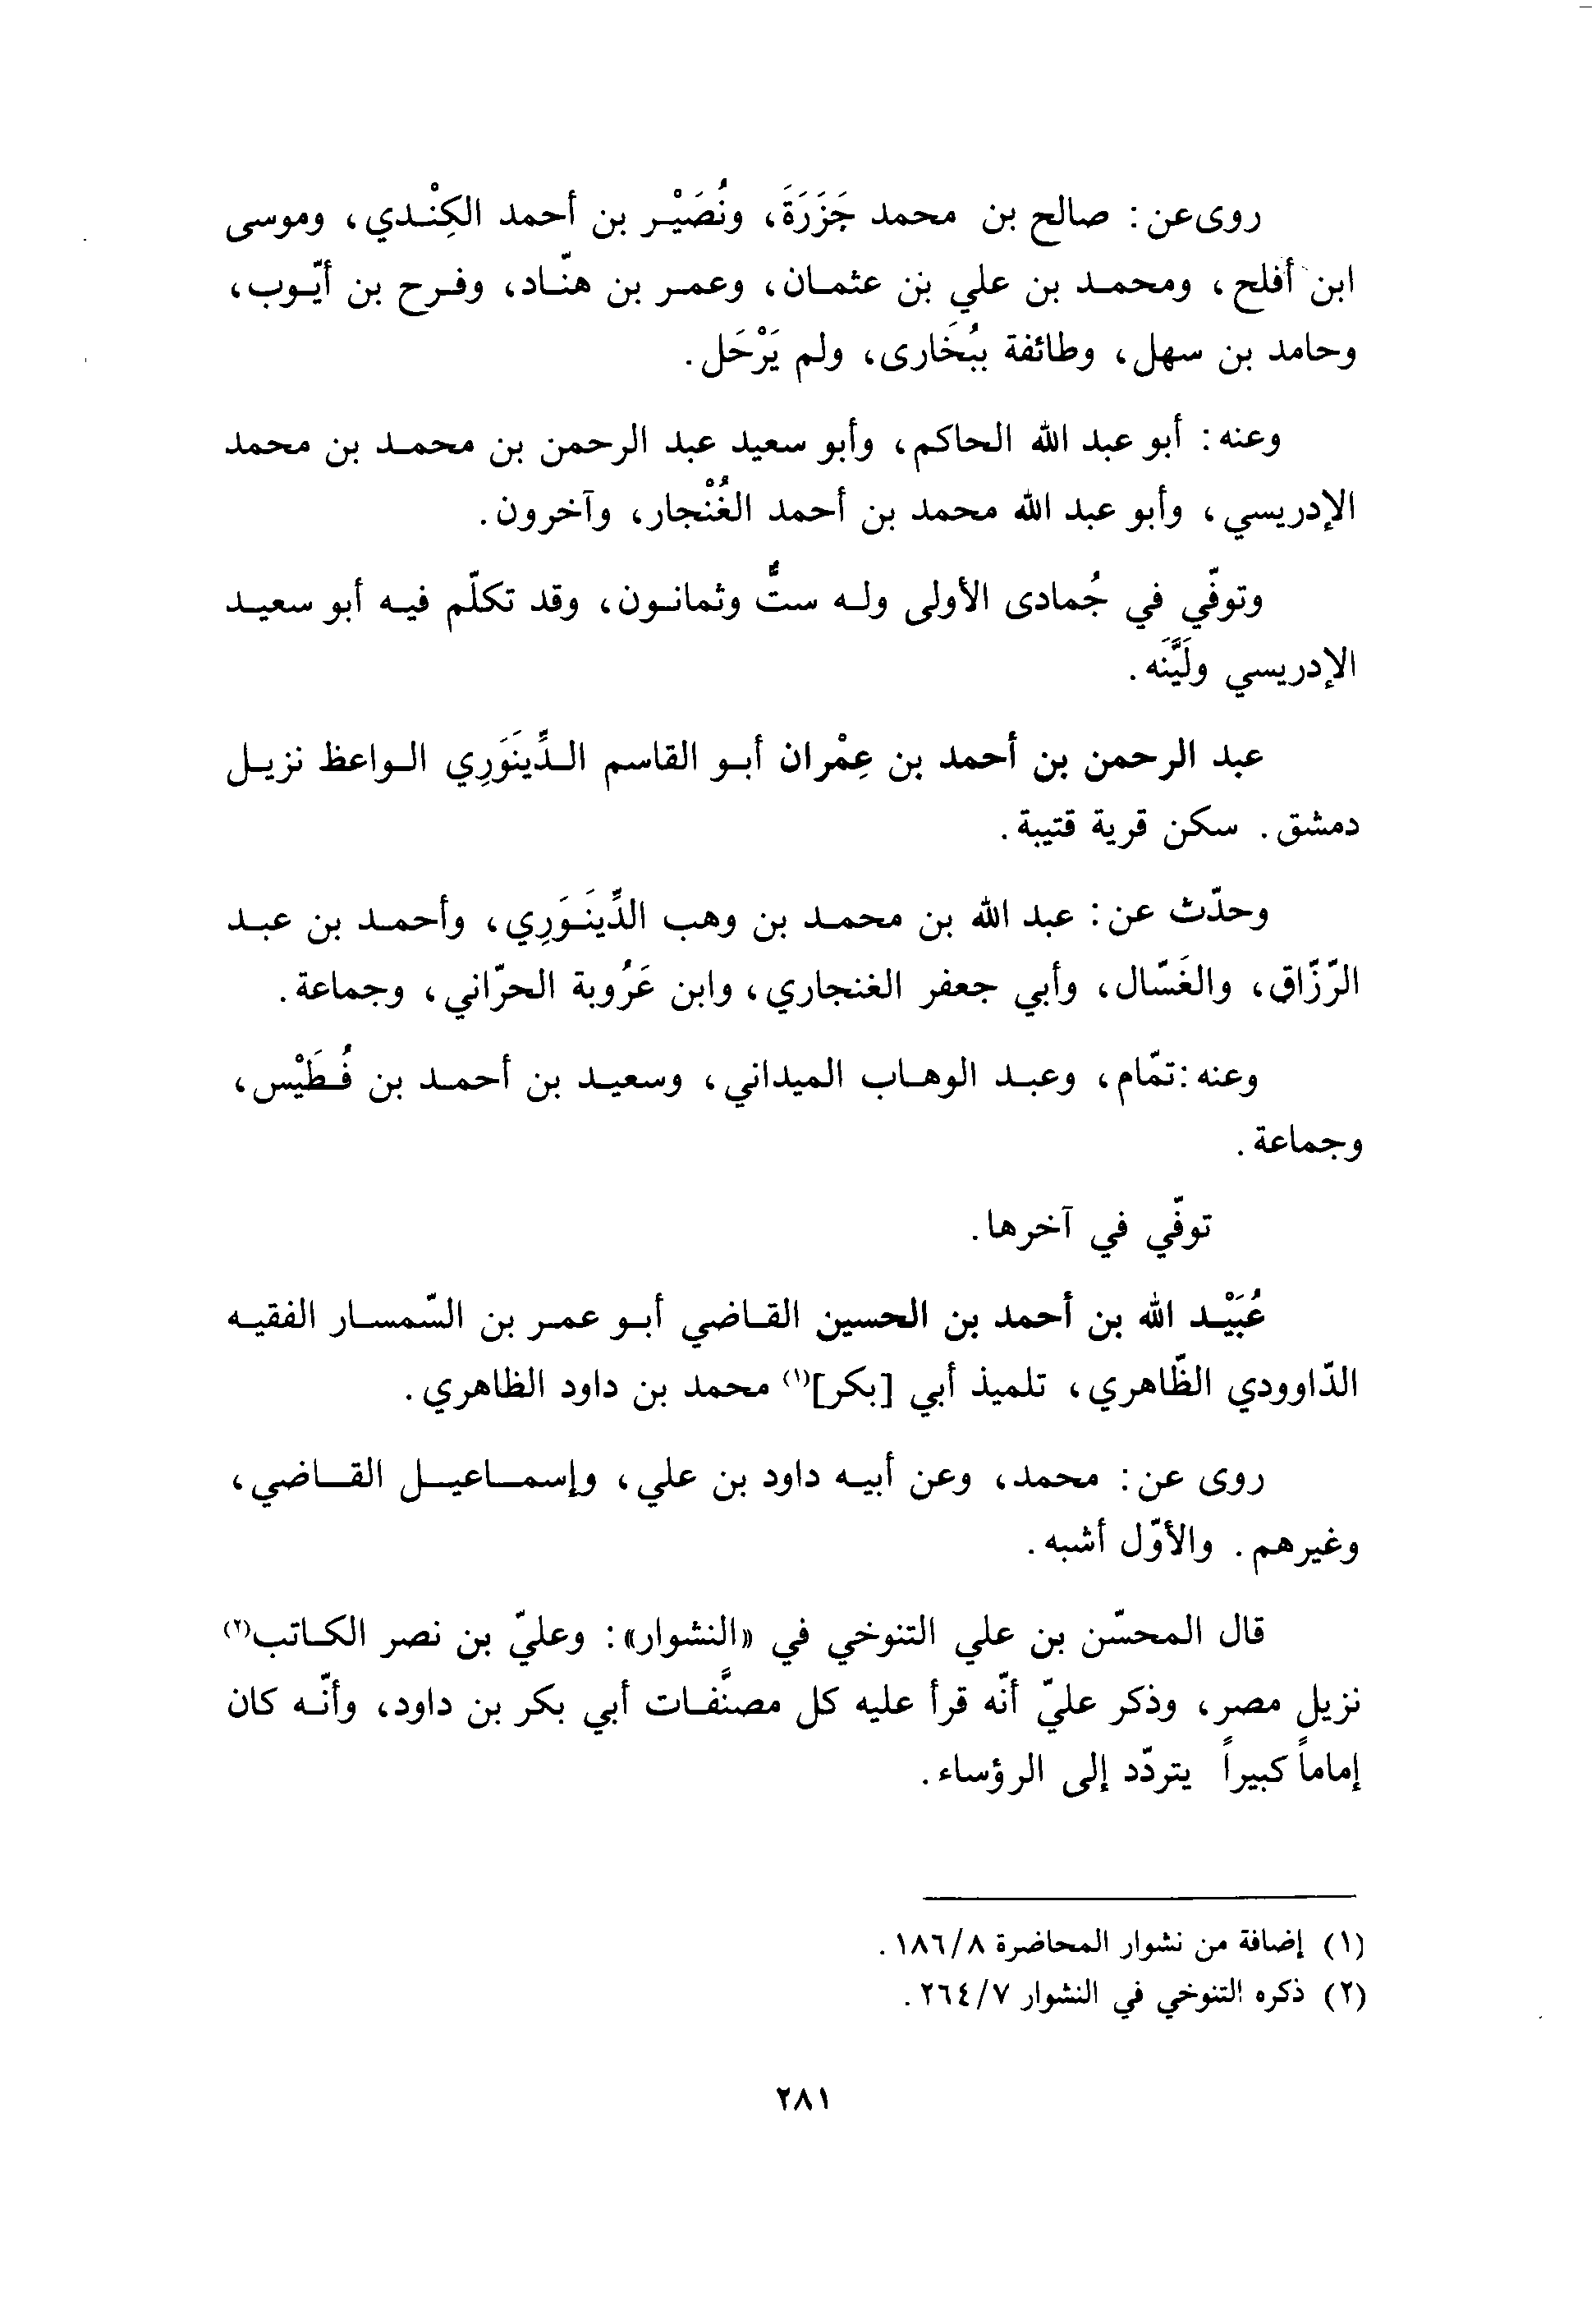 روى عن: صالح بن محمد جَزَرَةَ، ونُصَيْر بن أحمد الكِنْدي، وموسى
ابن أفلح، ومحمد بن علي بن عثمان، وعمر بن هنّاد، وفرح بن أيّوب،
وحامد بن سهل، وطائفة ببُخَارى، ولم يَرْحَل.
وعنه: أبو عبد الله الحاكم، وأبو سعيد عبد الرحمن بن محمد بن محمد
الإدريسي، وأبو عبد الله محمد بن أحمد الغُنْجار، وآخرون.
وتوفّي في جُمادى الأولى وله ستٌّ وثمانون، وقد تكلّم فيه أبو سعيد
الإدريسي ولَيَّنَه.
عبد الرحمن بن أحمد بن عِمْران أبو القاسم الدِّينَوَرِي الواعظ نزيل
دمشق. سكن قرية قتيبة.
وحدّث عن: عبد الله بن محمد بن وهب الدِّينَوَرِي، وأحمد بن عبد
الرّزّاق، والغَسّال، وأبي جعفر الغنجاري، وابن عَرُوبة الحرّاني، وجماعة.
وعنه: تمّام، وعبد الوهاب الميداني، وسعيد بن أحمد بن فُطَيْس،
وجماعة.
توفّي في آخرها.
عُبَيْد الله بن أحمد بن الحسين القاضي أبو عمر بن السّمسار الفقيه
الدّاوودي الظّاهري، تلميذ أبي [بكر]⁽¹⁾ محمد بن داود الظاهري.
روى عن: محمد، وعن أبيه داود بن علي، وإسماعيل القاضي،
وغيرهم. والأوّل أشبه.
قال المحسّن بن علي التنوخي في «النشوار»: وعليّ بن نصر الكاتب⁽²⁾
نزيل مصر، وذكر عليّ أنّه قرأ عليه كل مصنَّفات أبي بكر بن داود، وأنّه كان
إماماً كبيراً يتردّد إلى الرؤساء.
(١) إضافة من نشوار المحاضرة ١٨٦/٨.
(٢) ذكره التنوخي في النشوار ٢٦٤/٧.
٢٨١